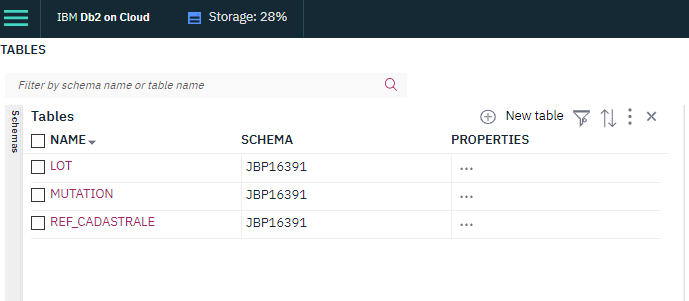 IBM Db2 on Cloud Storage: 28%
TABLES
Filter by schema name or table name
Schemas
Tables New table
NAME SCHEMA PROPERTIES
LOT JBP16391 ...
MUTATION JBP16391 ...
REF_CADASTRALE JBP16391 ...